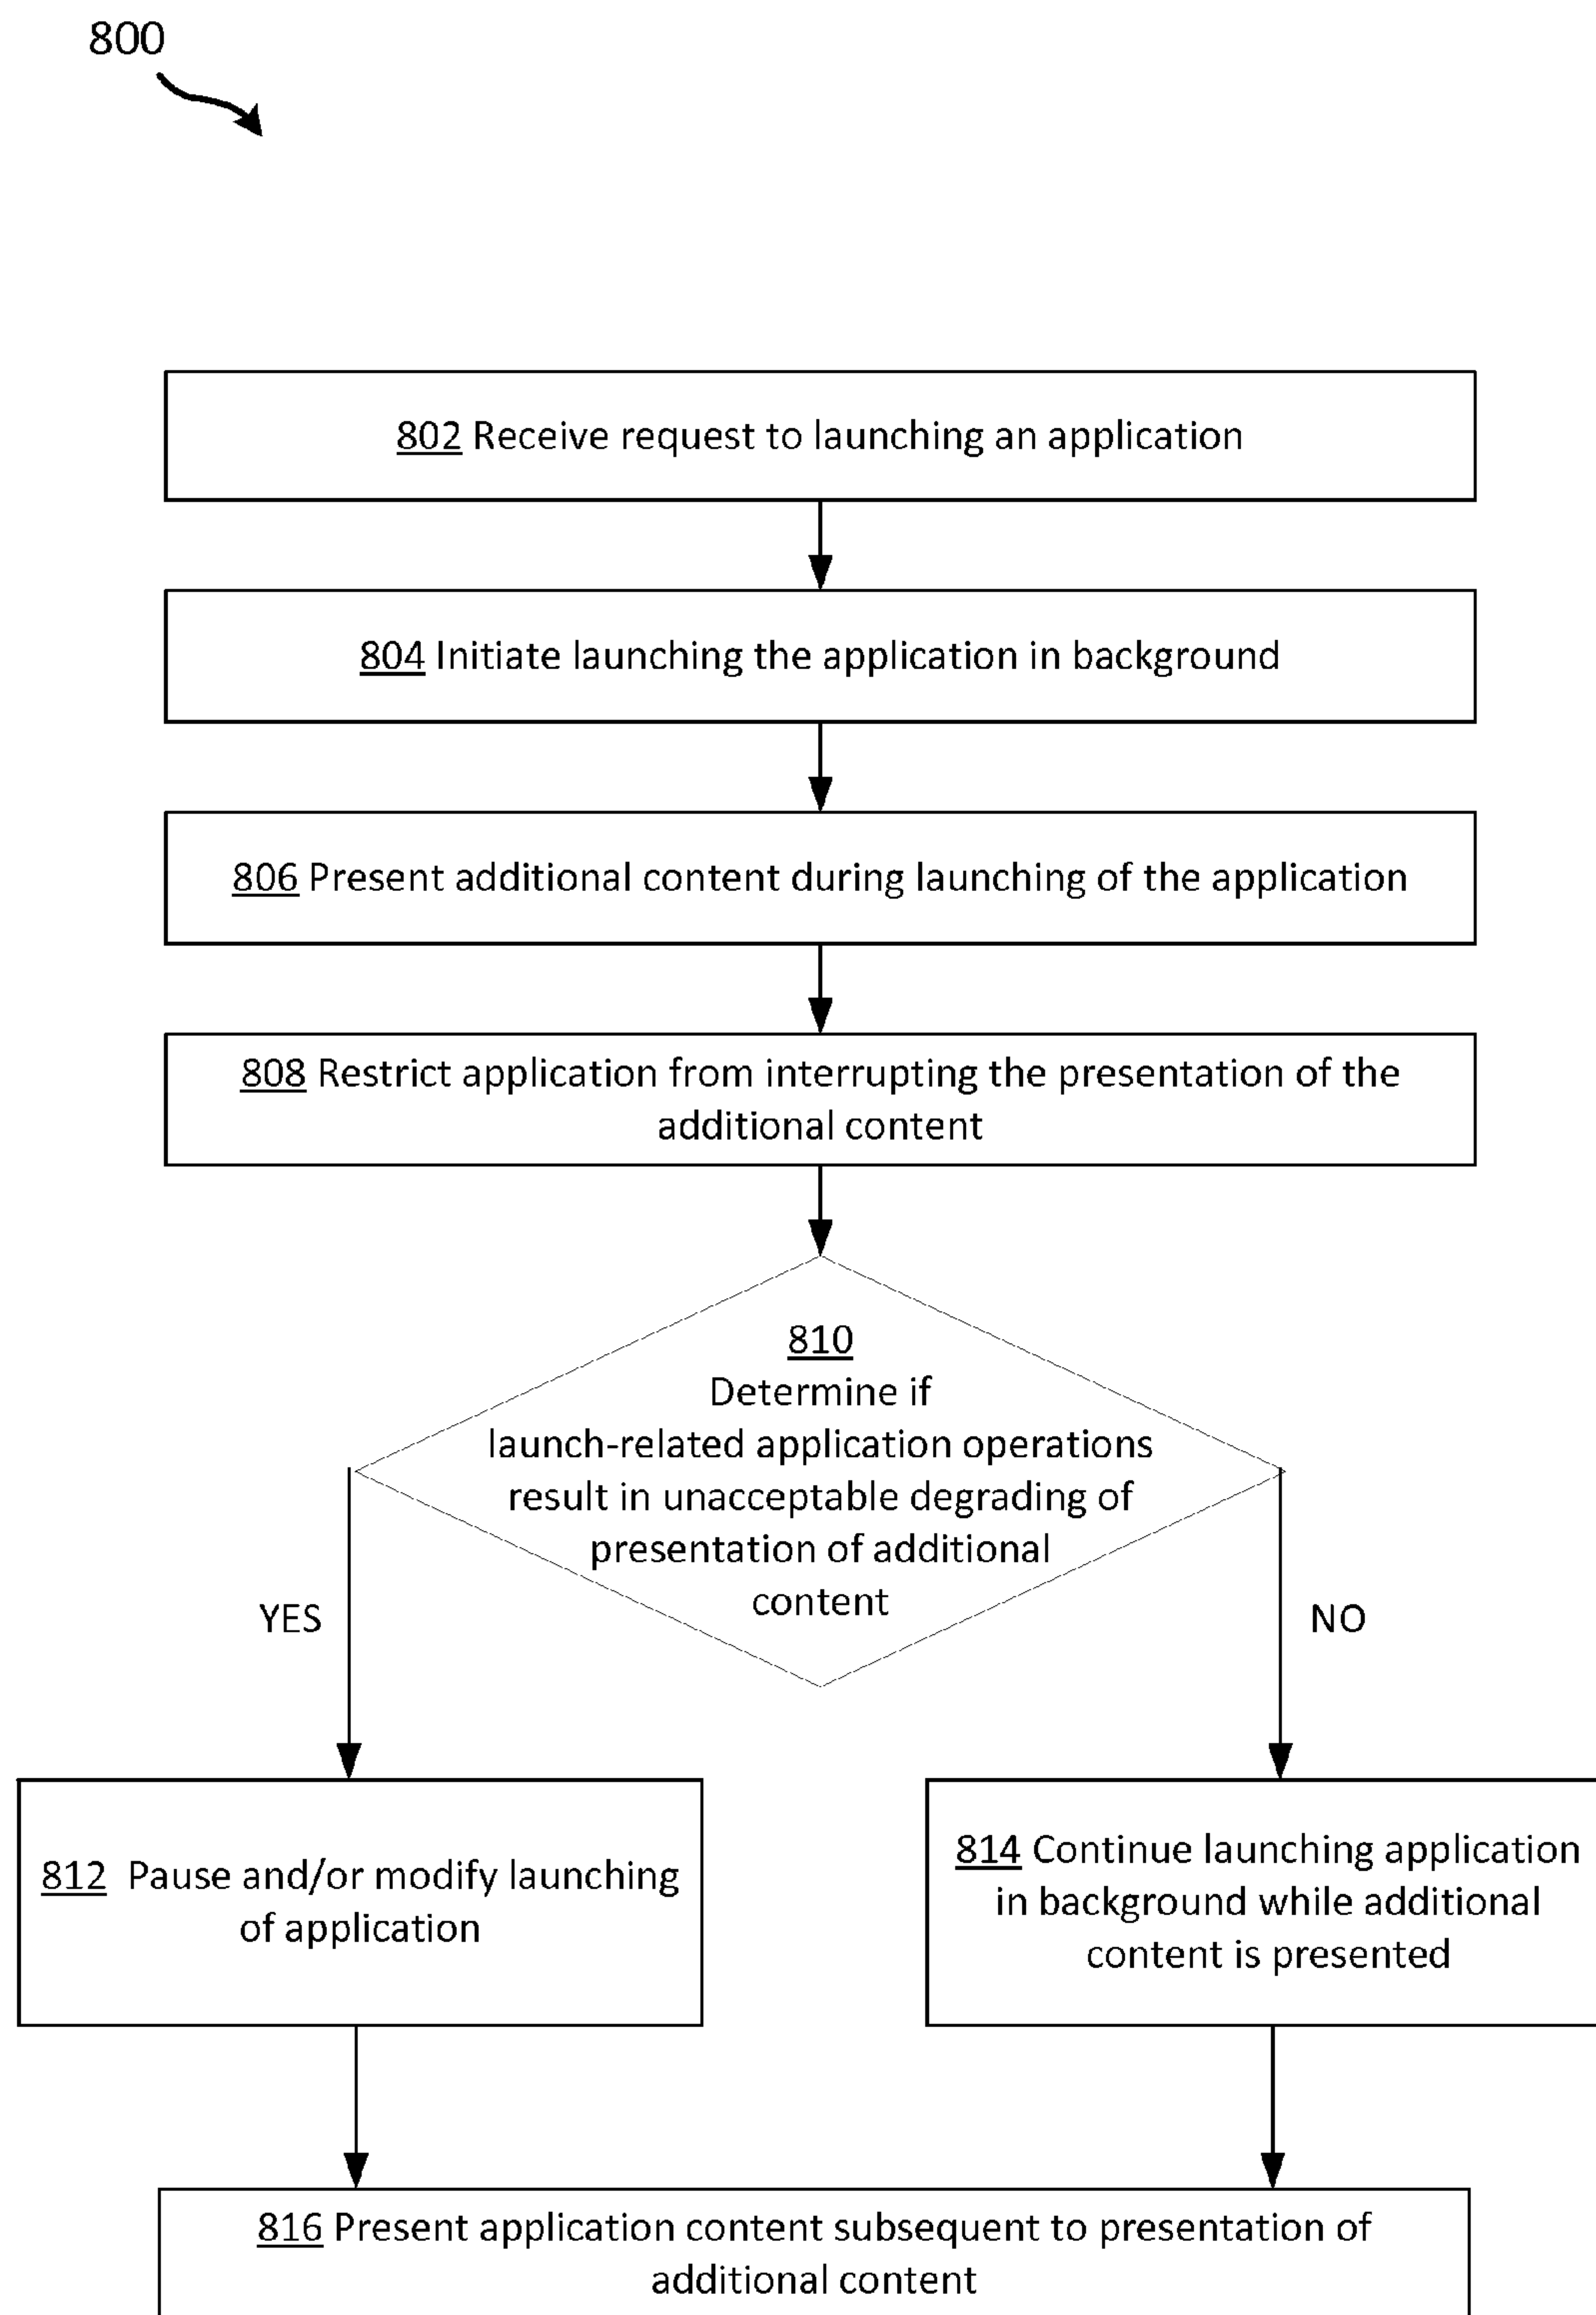 800
802 Receive request to launching an application
804 Initiate launching the application in background
806 Present additional content during launching of the application
808 Restrict application from interrupting the presentation of the
additional content
810
Determine if
launch-related application operations
result in unacceptable degrading of
presentation of additional
content
YES
NO
812 Pause and/or modify launching
of application
814 Continue launching application
in background while additional
content is presented
816 Present application content subsequent to presentation of
additional content